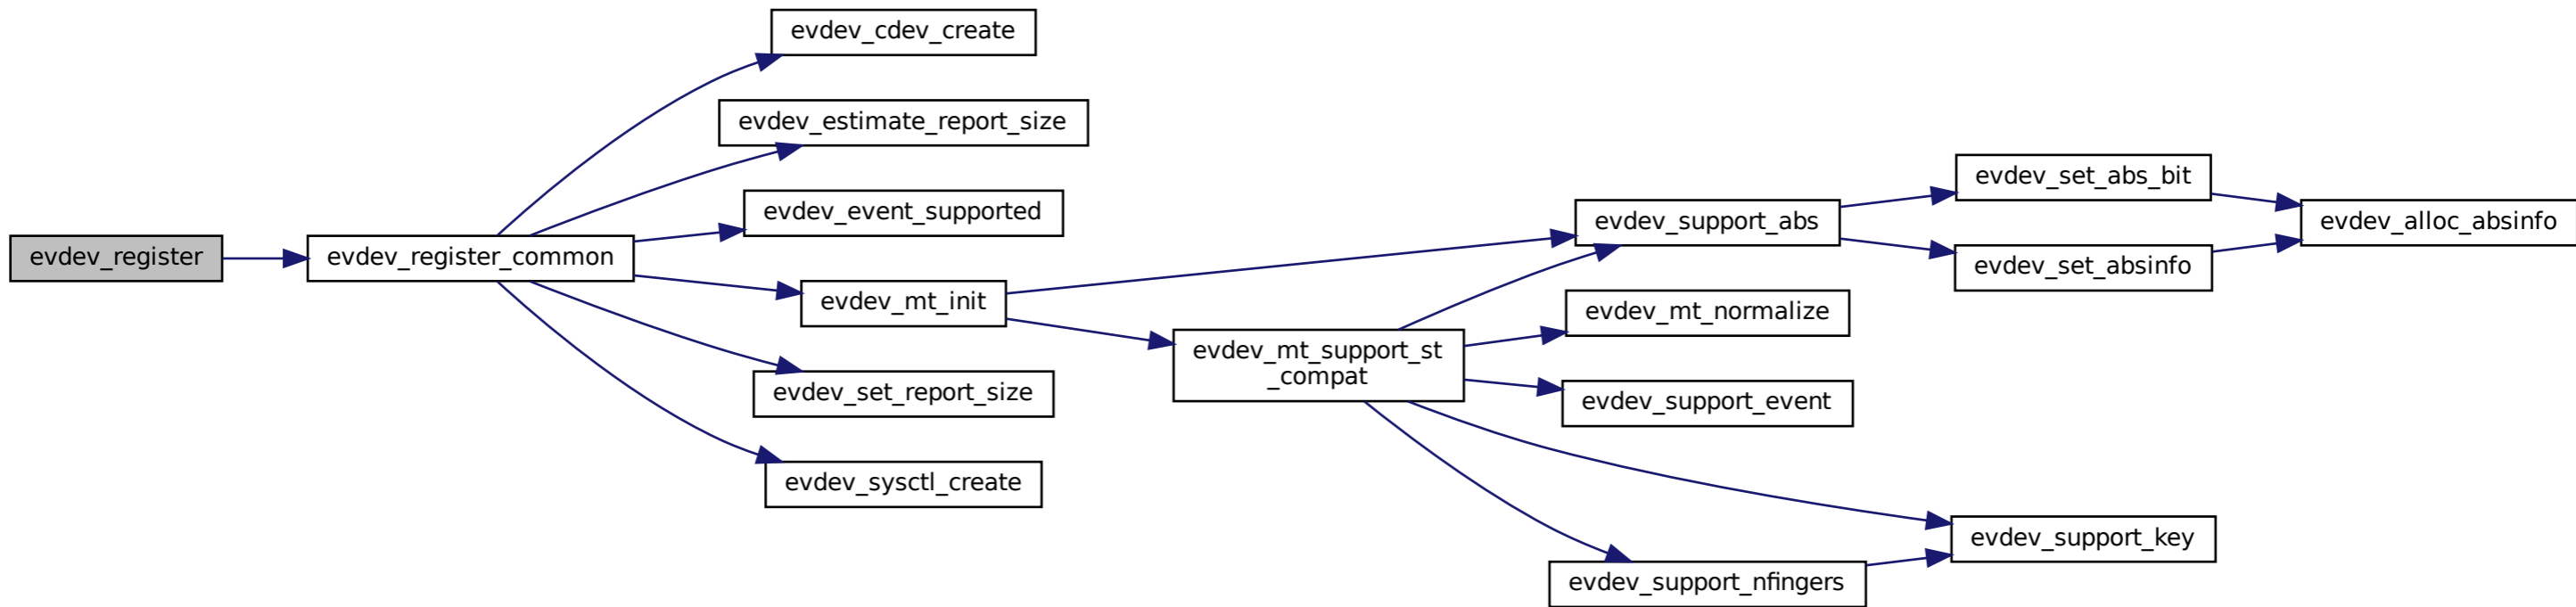 evdev_register
evdev_register_common
evdev_cdev_create
evdev_estimate_report_size
evdev_event_supported
evdev_mt_init
evdev_set_report_size
evdev_sysctl_create
evdev_mt_support_st
_compat
evdev_support_abs
evdev_mt_normalize
evdev_support_event
evdev_support_nfingers
evdev_set_abs_bit
evdev_set_absinfo
evdev_support_key
evdev_alloc_absinfo